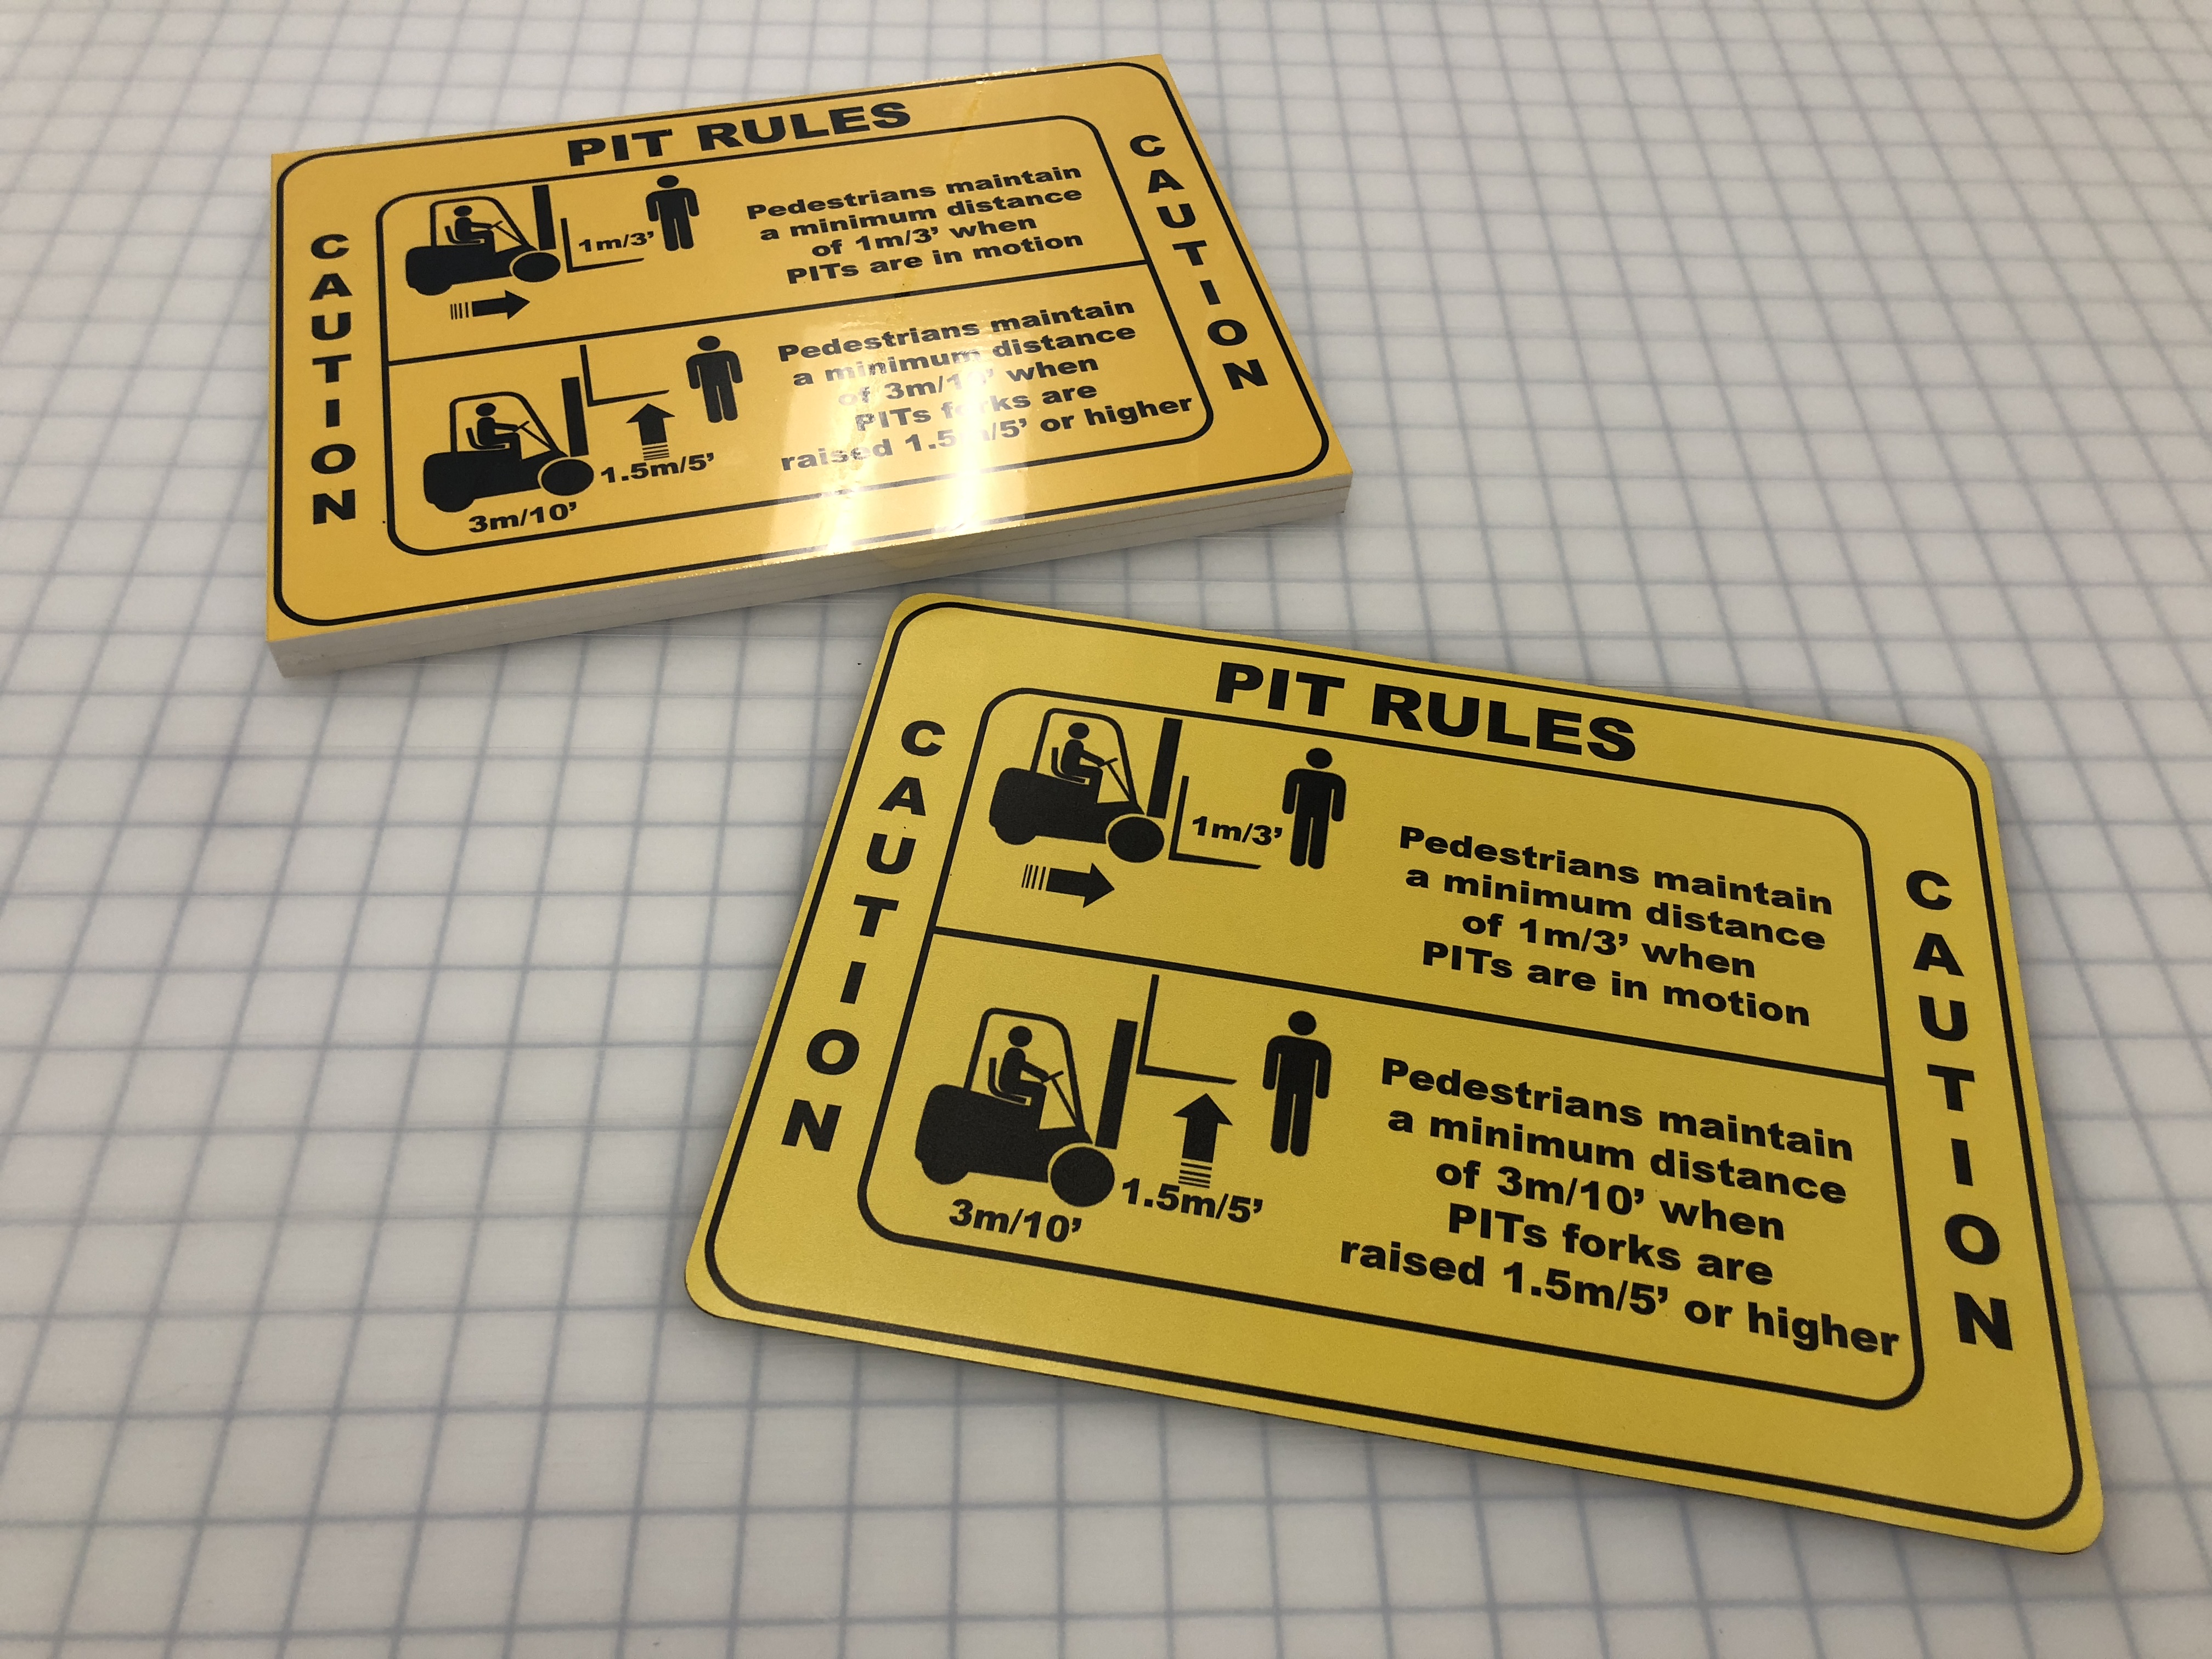 PIT RULES
CAUTION
1m/3’
Pedestrians maintain
a minimum distance
of 1m/3’ when
PITs are in motion
1.5m/5’
3m/10’
Pedestrians maintain
a minimum distance
of 3m/10’ when
PITs forks are
raised 1.5m/5’ or higher
CAUTION
PIT RULES
CAUTION
1m/3’
Pedestrians maintain
a minimum distance
of 1m/3’ when
PITs are in motion
1.5m/5’
3m/10’
Pedestrians maintain
a minimum distance
of 3m/10’ when
PITs forks are
raised 1.5m/5’ or higher
CAUTION